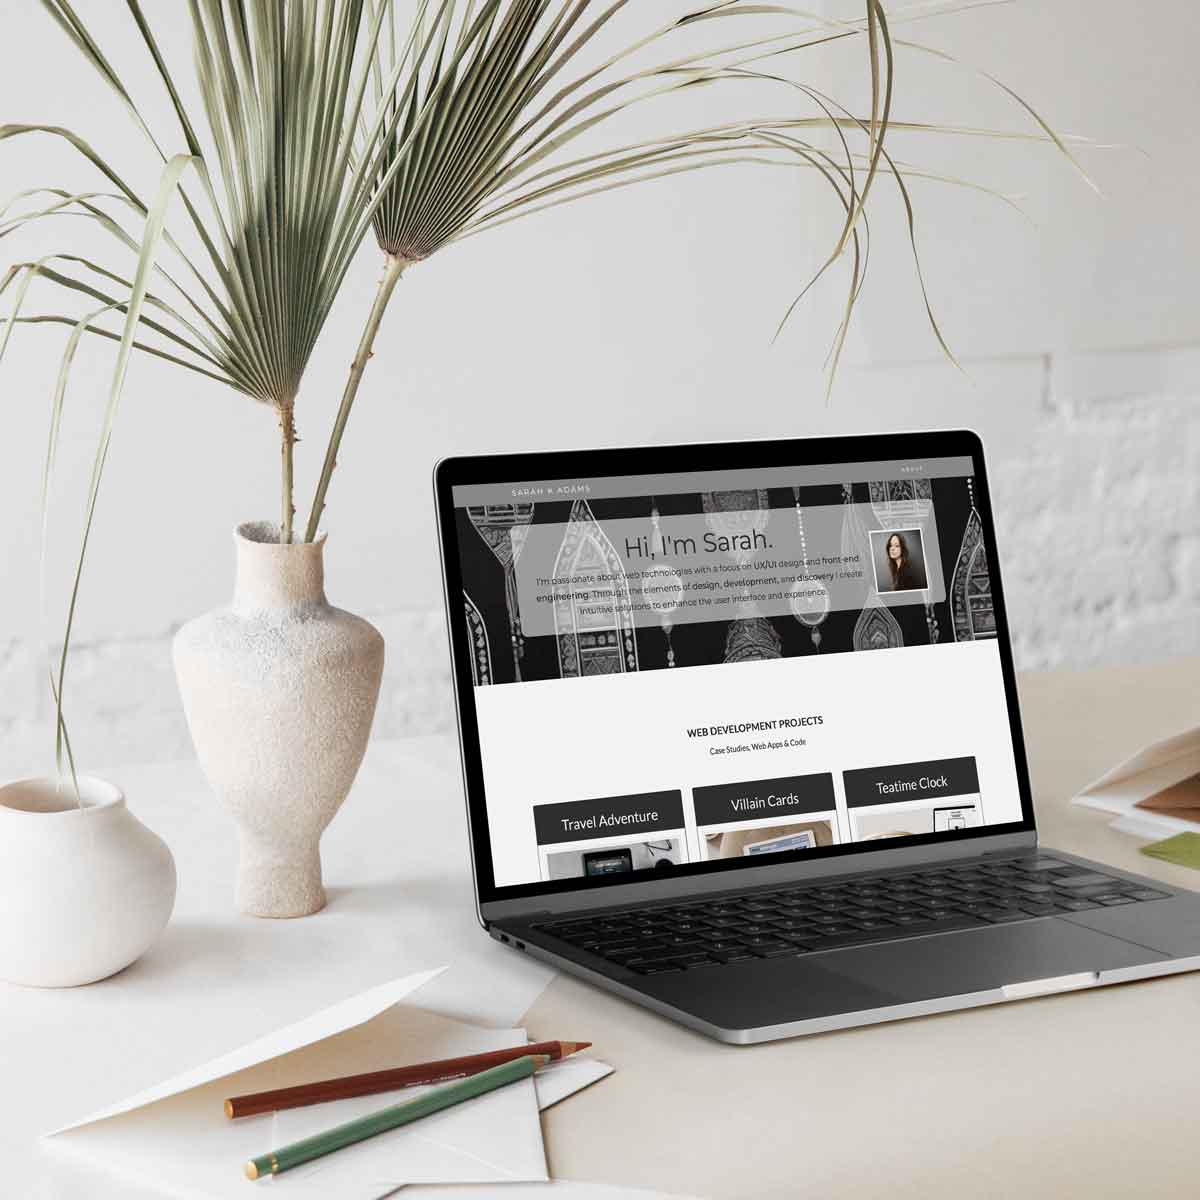 SARAH K ADAMS
ABOUT
Hi, I'm Sarah.
I'm passionate about web technologies with a focus on UX/UI design and front-end
engineering. Through the elements of design, development, and discovery I create
intuitive solutions to enhance the user interface and experience.
WEB DEVELOPMENT PROJECTS
Case Studies, Web Apps & Code
Travel Adventure
Villain Cards
Teatime Clock